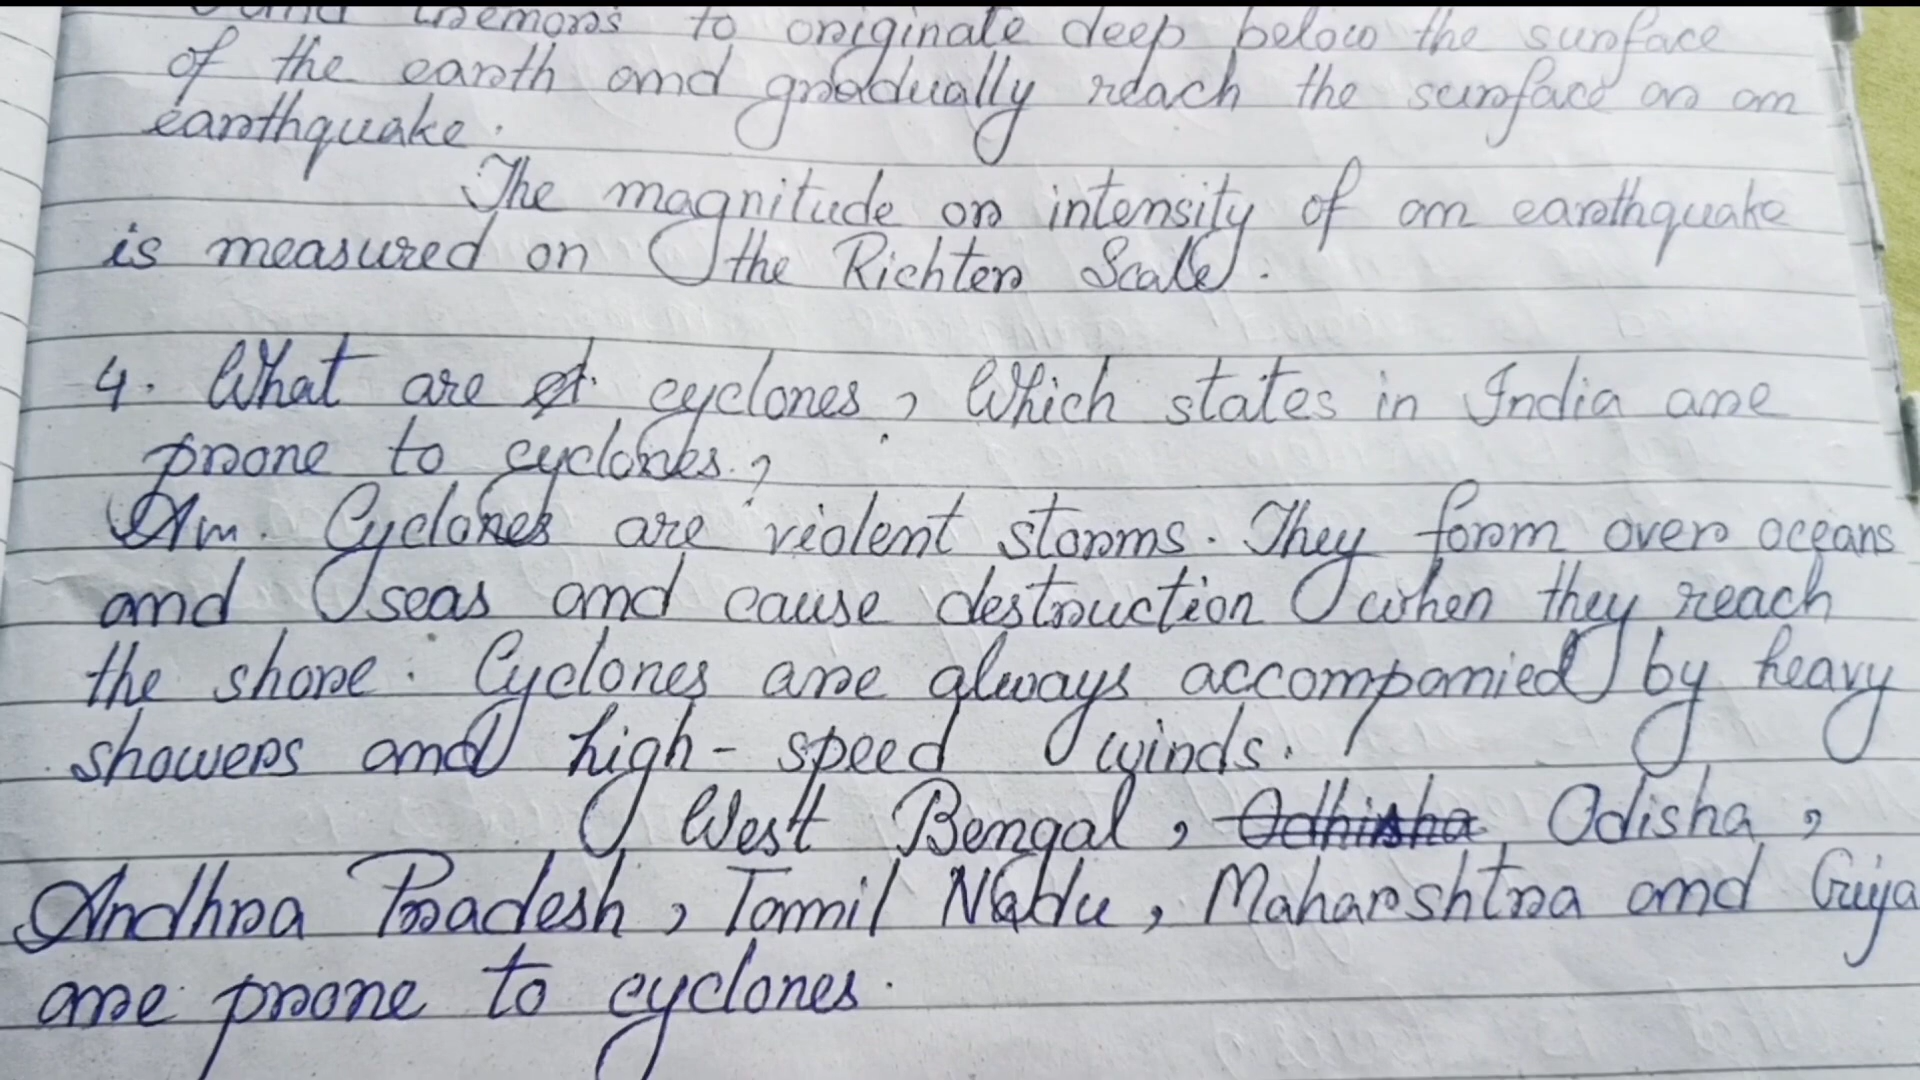 and tremors to originate deep below the surface
of the earth and gradually reach the surface as an
earthquake.
The magnitude or intensity of an earthquake
is measured on the Richter Scale.
4. What are cyclones, Which states in India are
prone to cyclones.?
Ans. Cyclones are violent storms. They form over oceans
and seas and cause destruction when they reach
the shore. Cyclones are always accompanied by heavy
showers and high-speed winds.
West Bengal, Odhisha Odisha,
Andhra Pradesh, Tamil Nadu, Maharshtra and Guja
are prone to cyclones.